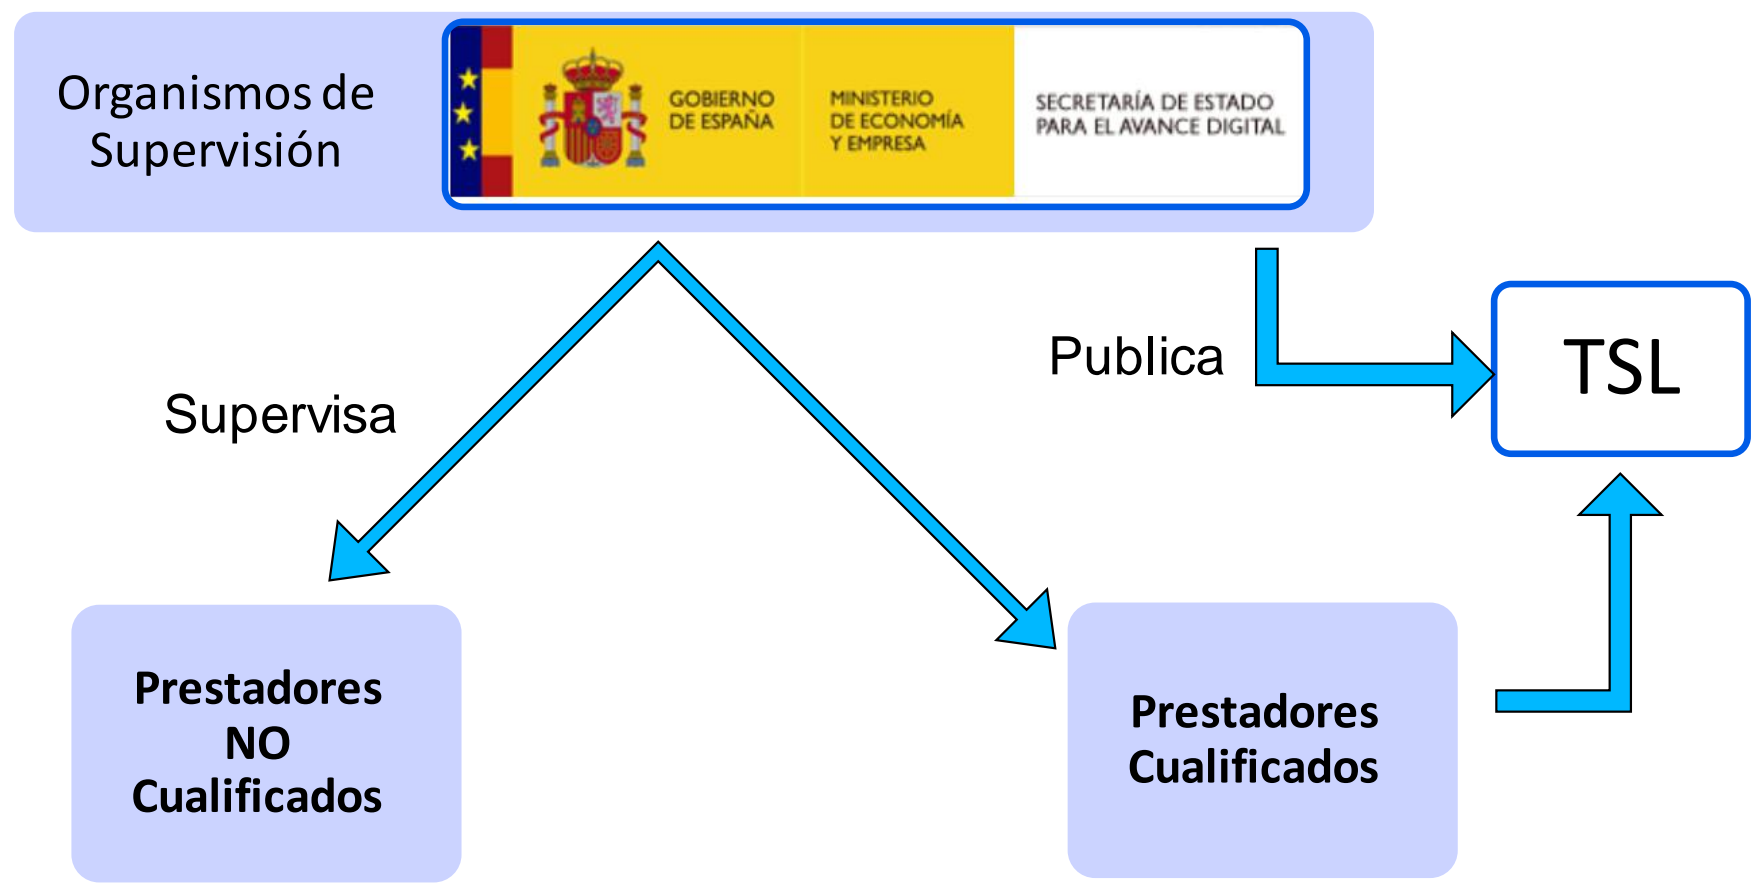 Organismos de
Supervisión
GOBIERNO
DE ESPAÑA
MINISTERIO
DE ECONOMÍA
Y EMPRESA
SECRETARÍA DE ESTADO
PARA EL AVANCE DIGITAL
Publica
TSL
Supervisa
Prestadores
NO
Cualificados
Prestadores
Cualificados